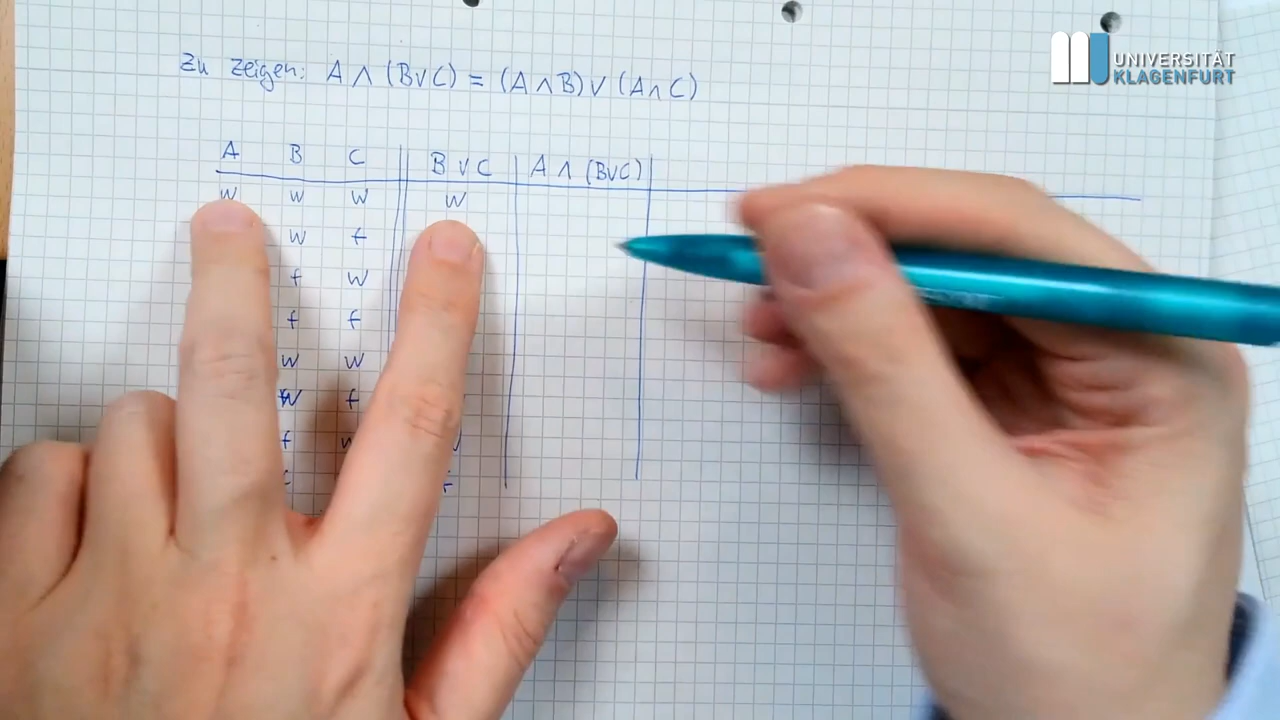 UNIVERSITÄT
KLAGENFURT
Zu zeigen: A ∧ (B∨C) = (A∧B) ∨ (A∧C)
A B C B ∨ C A ∧ (B∨C)
w w w w
w f
f w
f f
w w
w f
f w
f